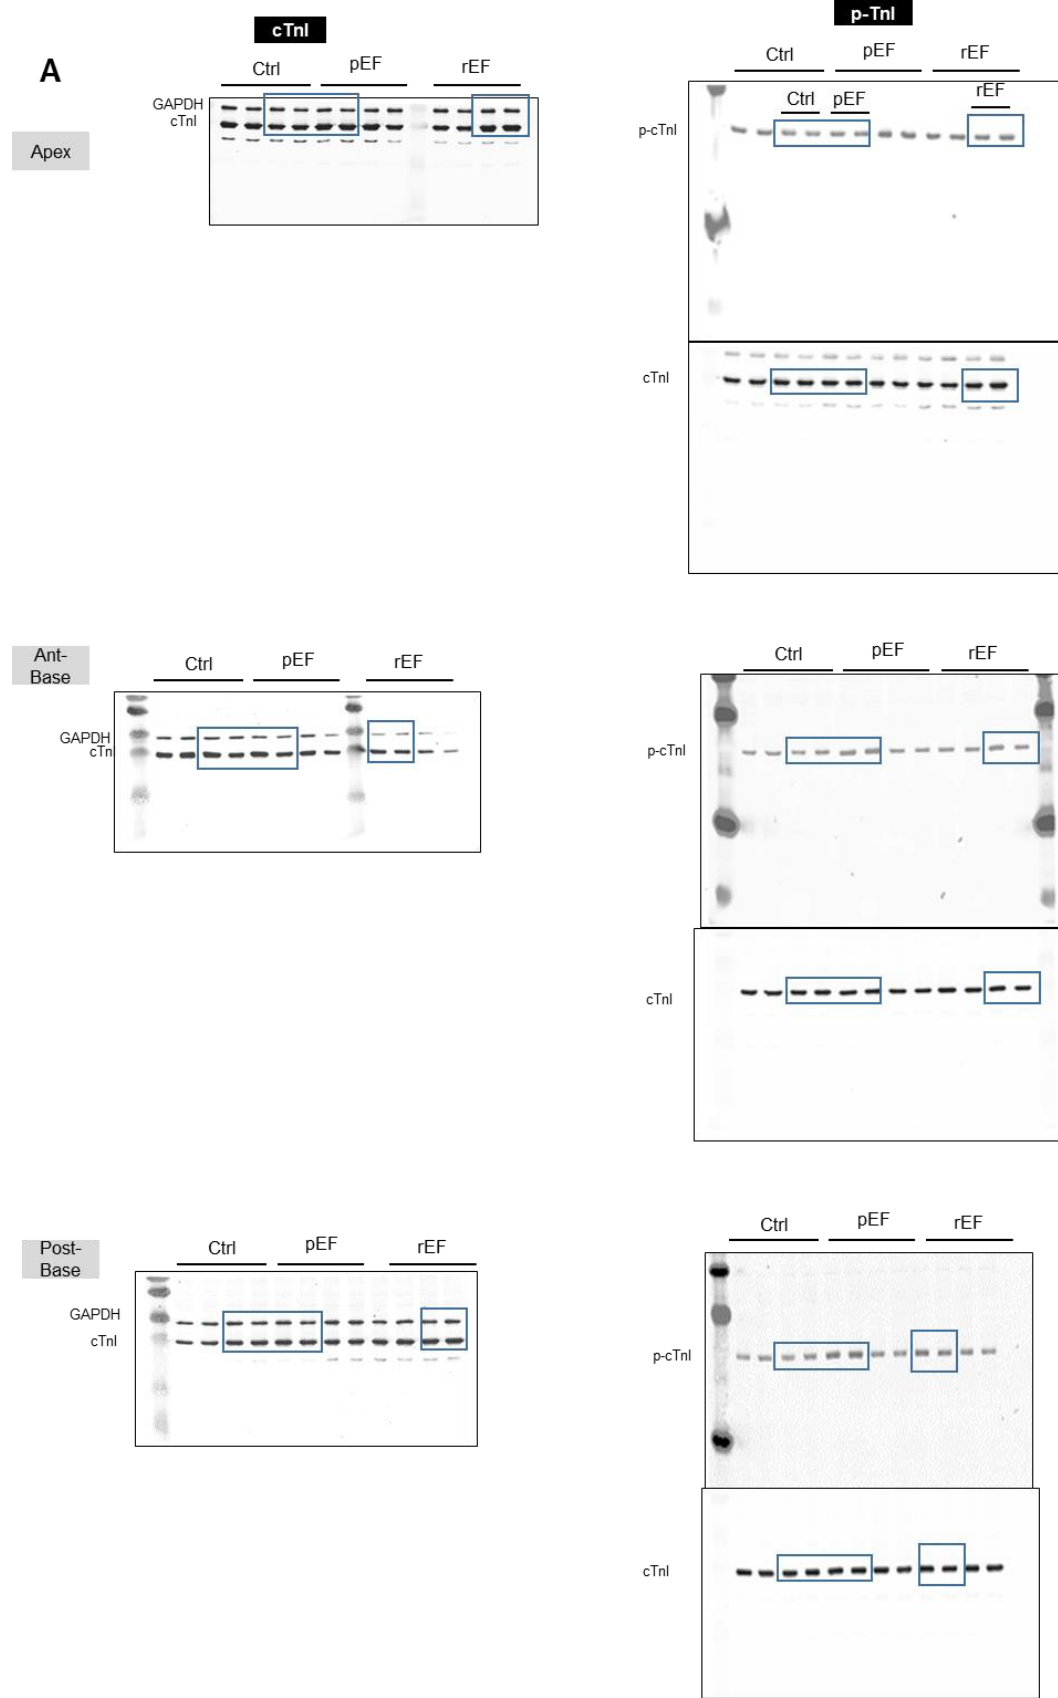 cTnI
p-TnI
A
Ctrl
pEF
rEF
Ctrl
pEF
rEF
GAPDH
cTnI
Apex
Ctrl
pEF
rEF
p-cTnI
cTnI
Ant-
Base
Ctrl
pEF
rEF
Ctrl
pEF
rEF
GAPDH
cTn
p-cTnI
cTnI
Post-
Base
Ctrl
pEF
rEF
Ctrl
pEF
rEF
GAPDH
cTnI
p-cTnI
cTnI